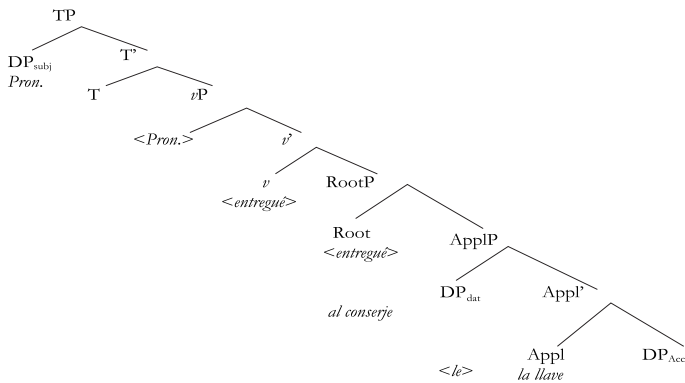 TP
DPsubj T’
Pron.
T vP
<Pron.> v’
v RootP
<entregué>
Root ApplP
<entregué>
DPdat Appl’
al conserje
Appl DPAcc
<le> la llave